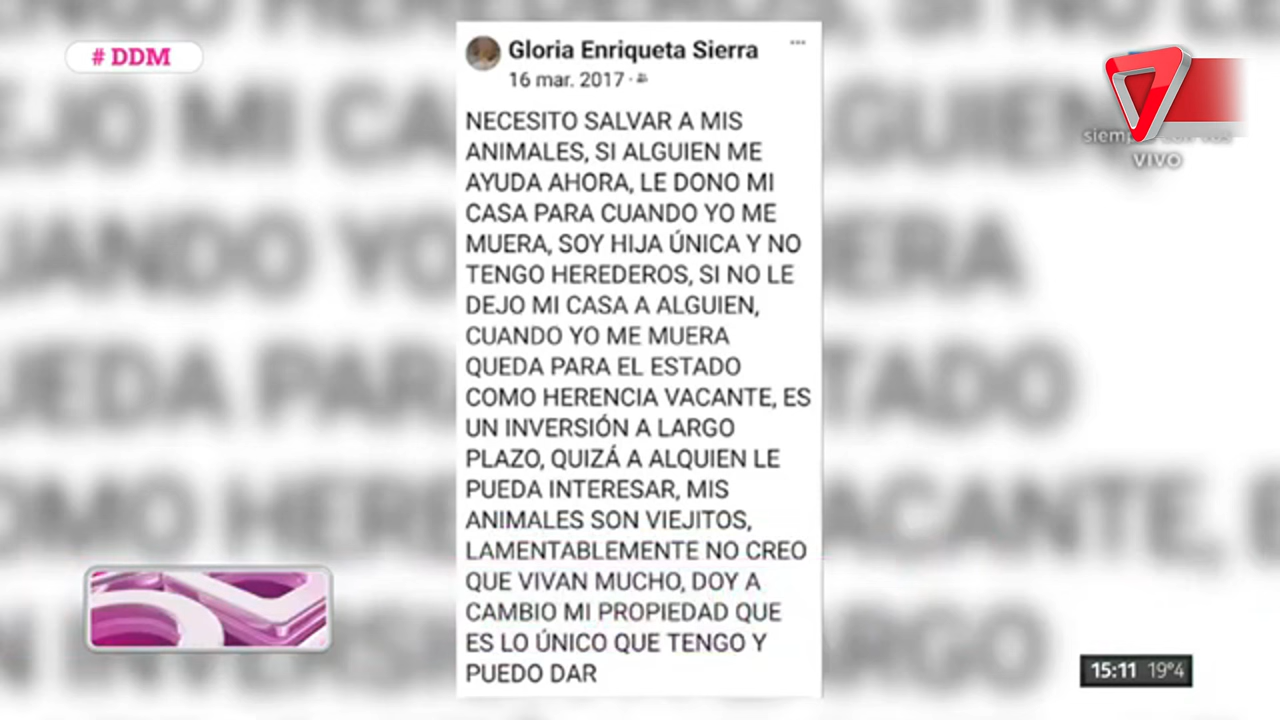 # DDM
Gloria Enriqueta Sierra
16 mar. 2017
NECESITO SALVAR A MIS
ANIMALES, SI ALGUIEN ME
AYUDA AHORA, LE DONO MI
CASA PARA CUANDO YO ME
MUERA, SOY HIJA ÚNICA Y NO
TENGO HEREDEROS, SI NO LE
DEJO MI CASA A ALGUIEN,
CUANDO YO ME MUERA
QUEDA PARA EL ESTADO
COMO HERENCIA VACANTE, ES
UN INVERSIÓN A LARGO
PLAZO, QUIZÁ A ALQUIEN LE
PUEDA INTERESAR, MIS
ANIMALES SON VIEJITOS,
LAMENTABLEMENTE NO CREO
QUE VIVAN MUCHO, DOY A
CAMBIO MI PROPIEDAD QUE
ES LO ÚNICO QUE TENGO Y
PUEDO DAR
VIVO
15:11 19°4